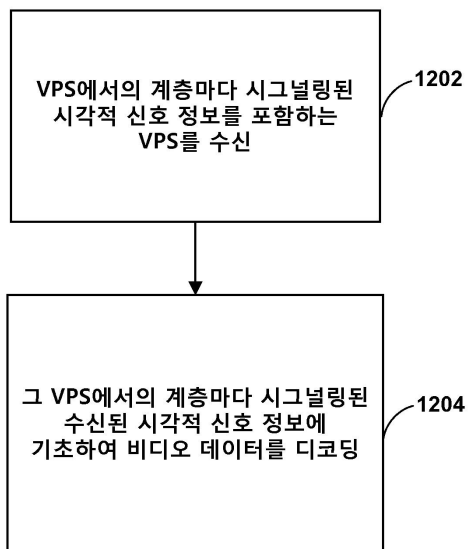 VPS에서의 계층마다 시그널링된
시각적 신호 정보를 포함하는
VPS를 수신
1202
그 VPS에서의 계층마다 시그널링된
수신된 시각적 신호 정보에
기초하여 비디오 데이터를 디코딩
1204